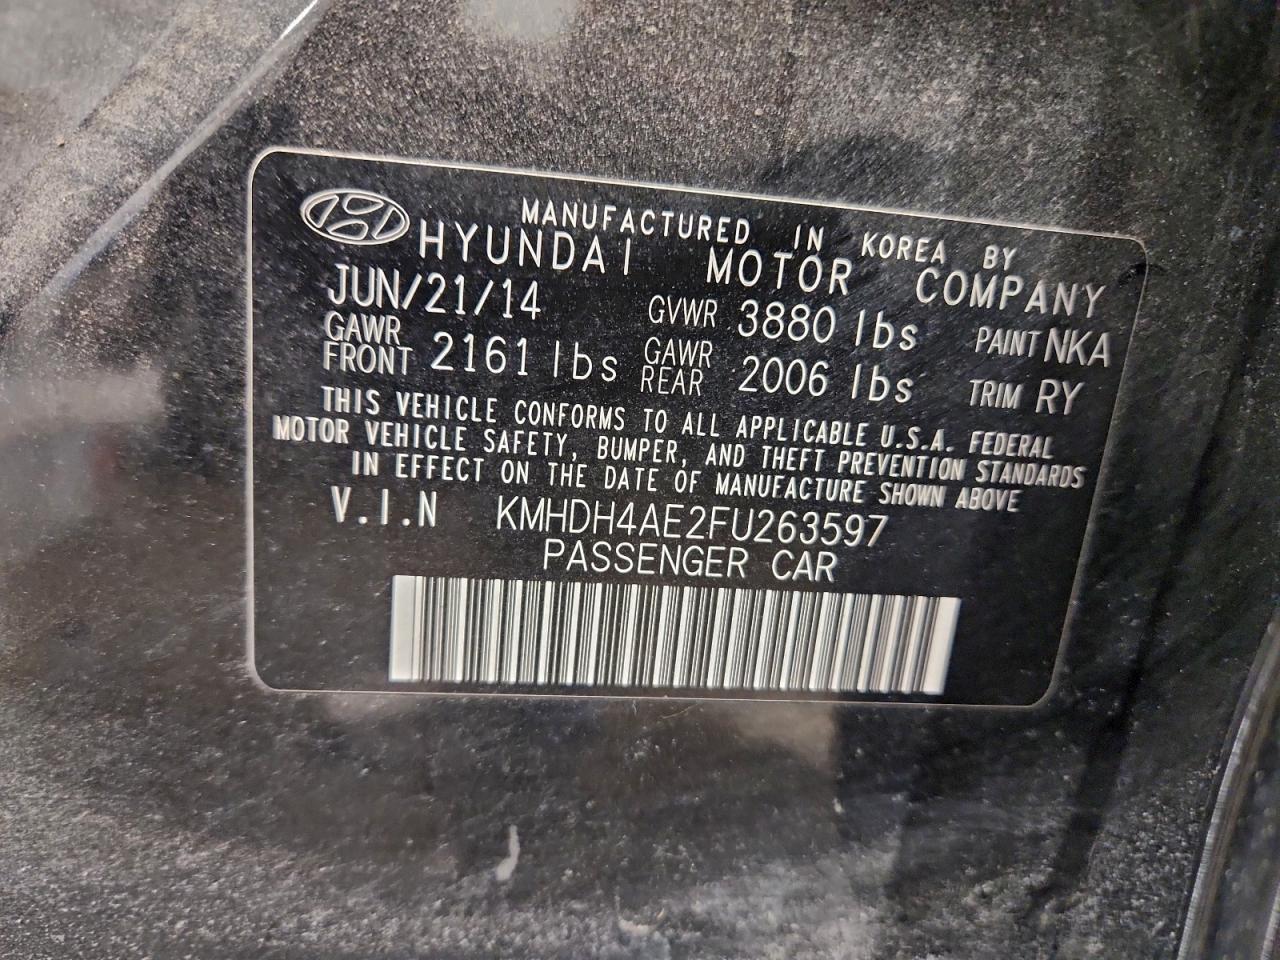 MANUFACTURED IN KOREA BY
HYUNDAI MOTOR COMPANY
JUN/21/14 GVWR 3880 lbs PAINT NKA
GAWR FRONT 2161 lbs GAWR REAR 2006 lbs TRIM RY
THIS VEHICLE CONFORMS TO ALL APPLICABLE U.S.A. FEDERAL
MOTOR VEHICLE SAFETY, BUMPER, AND THEFT PREVENTION STANDARDS
IN EFFECT ON THE DATE OF MANUFACTURE SHOWN ABOVE
V.I.N KMHDH4AE2FU263597
PASSENGER CAR